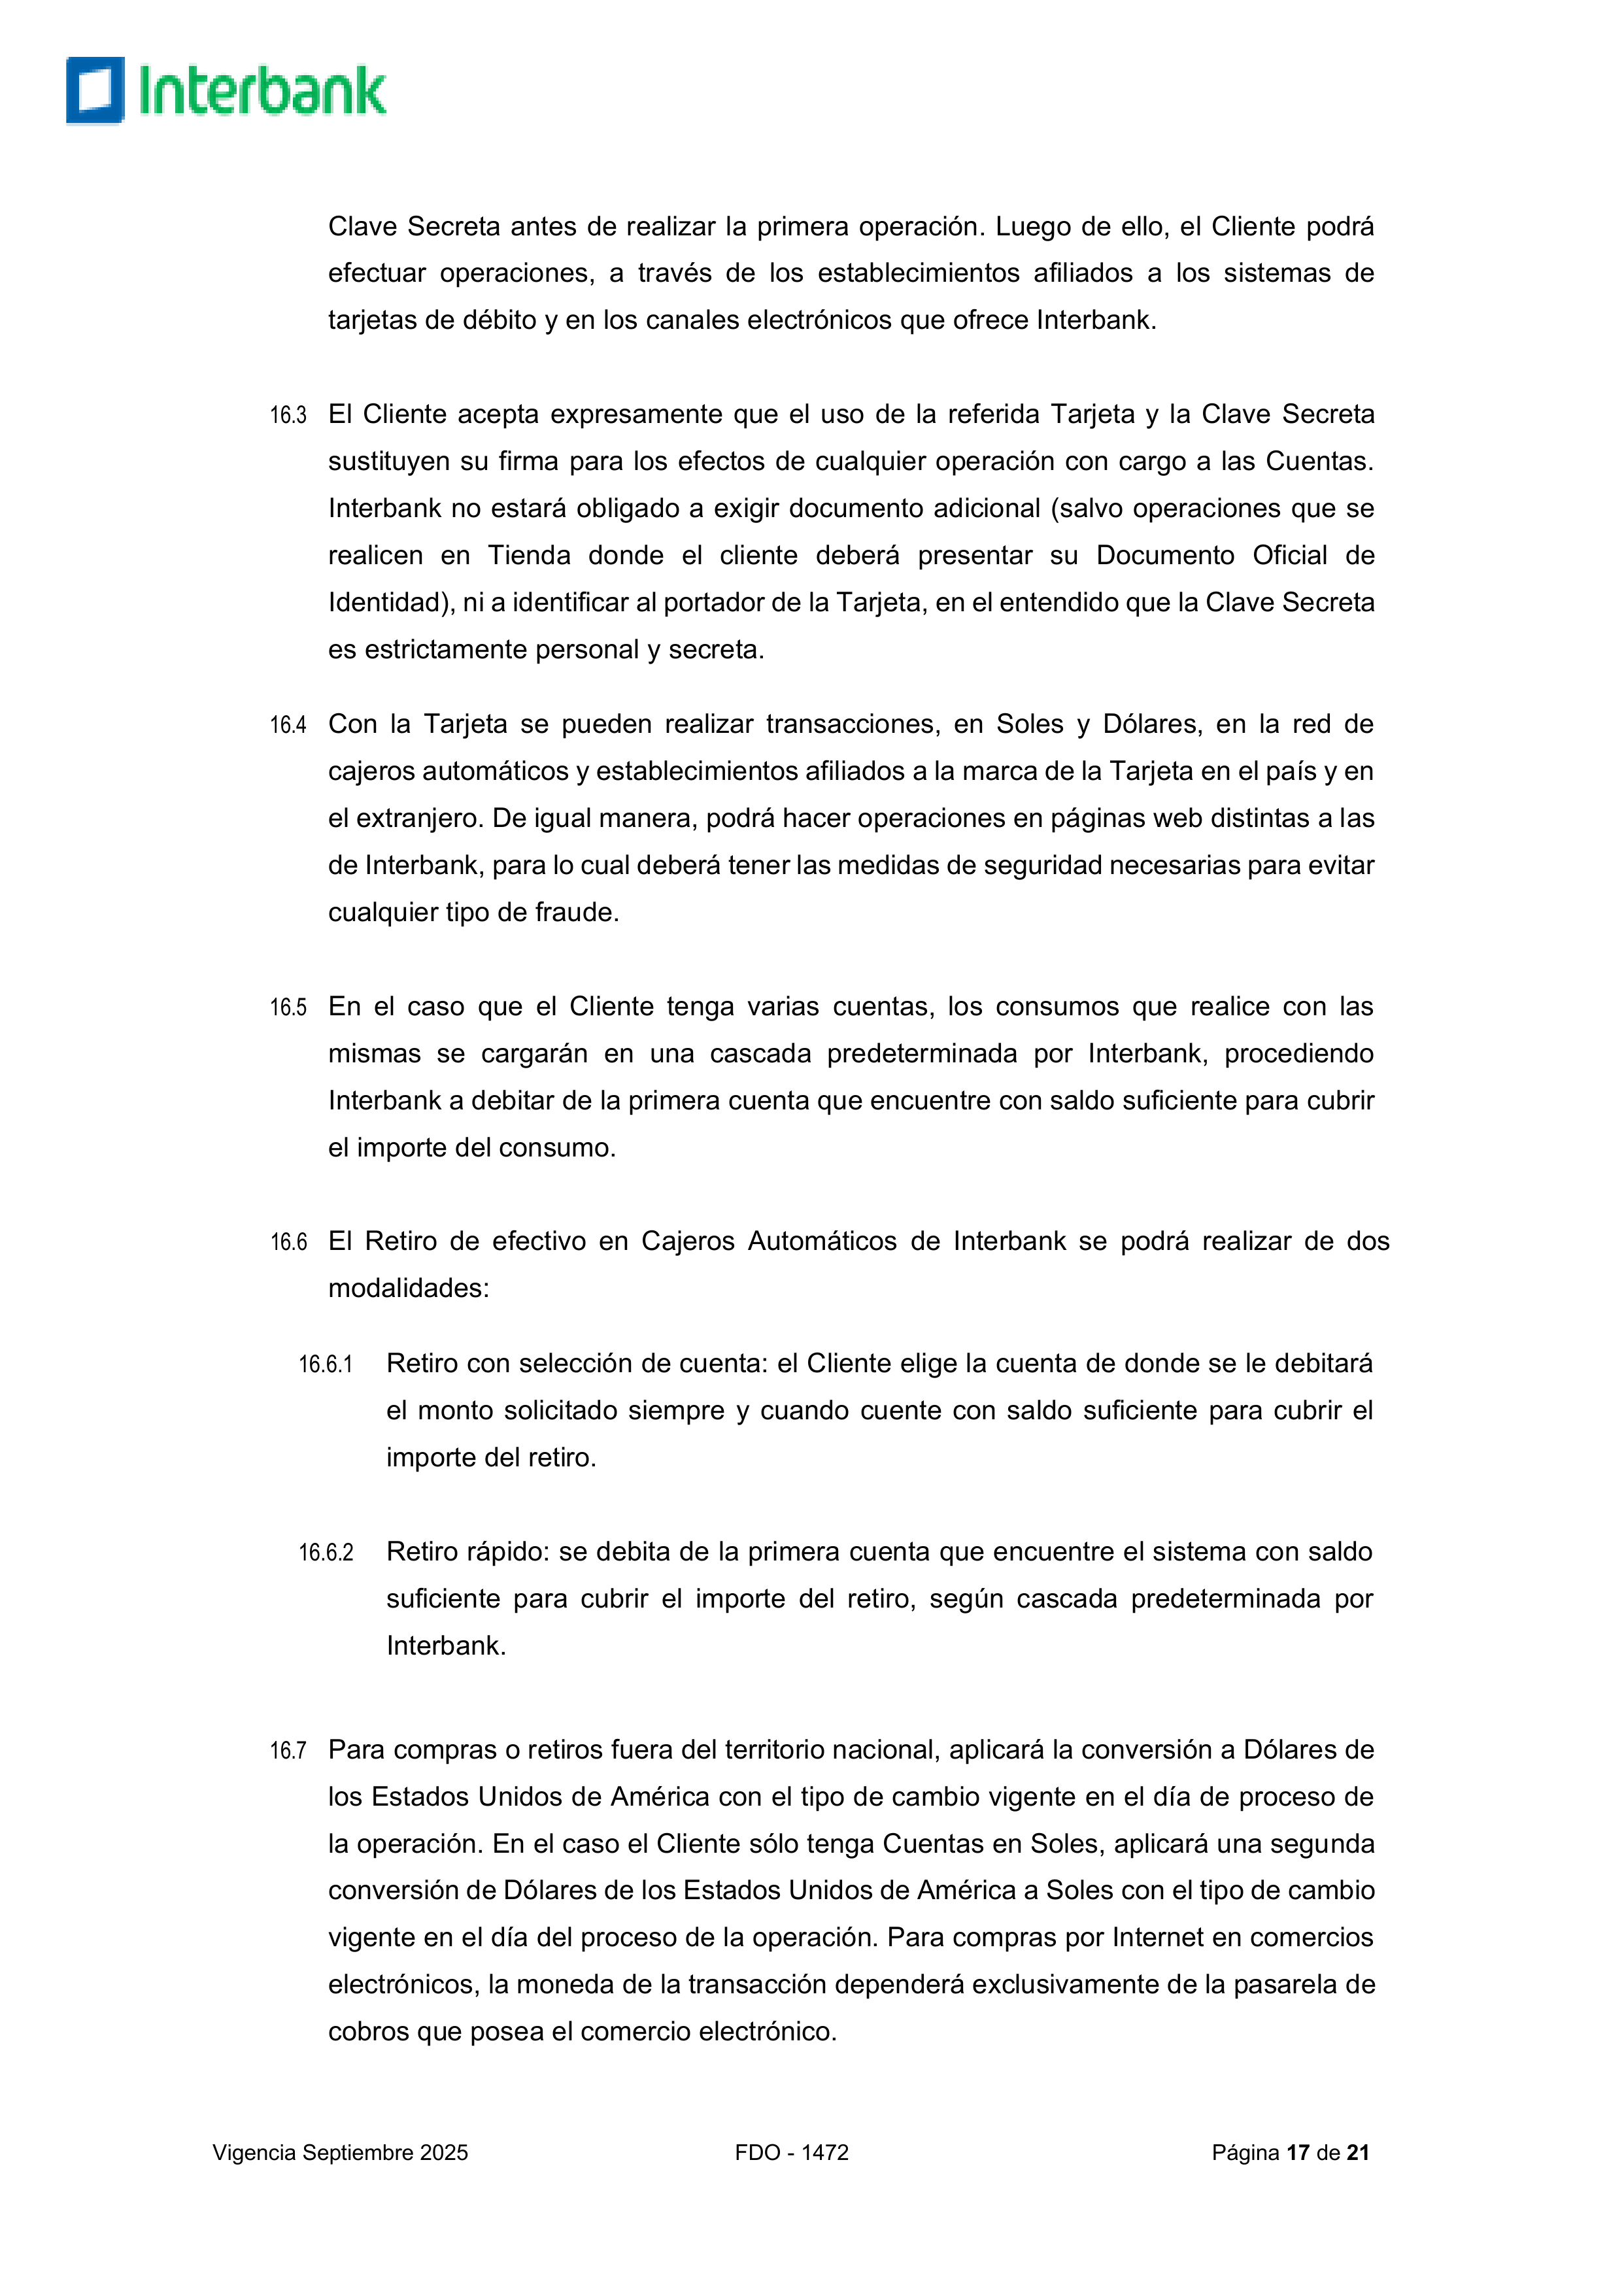 Interbank
Clave Secreta antes de realizar la primera operación. Luego de ello, el Cliente podrá
efectuar operaciones, a través de los establecimientos afiliados a los sistemas de
tarjetas de débito y en los canales electrónicos que ofrece Interbank.
16.3 El Cliente acepta expresamente que el uso de la referida Tarjeta y la Clave Secreta
sustituyen su firma para los efectos de cualquier operación con cargo a las Cuentas.
Interbank no estará obligado a exigir documento adicional (salvo operaciones que se
realicen en Tienda donde el cliente deberá presentar su Documento Oficial de
Identidad), ni a identificar al portador de la Tarjeta, en el entendido que la Clave Secreta
es estrictamente personal y secreta.
16.4 Con la Tarjeta se pueden realizar transacciones, en Soles y Dólares, en la red de
cajeros automáticos y establecimientos afiliados a la marca de la Tarjeta en el país y en
el extranjero. De igual manera, podrá hacer operaciones en páginas web distintas a las
de Interbank, para lo cual deberá tener las medidas de seguridad necesarias para evitar
cualquier tipo de fraude.
16.5 En el caso que el Cliente tenga varias cuentas, los consumos que realice con las
mismas se cargarán en una cascada predeterminada por Interbank, procediendo
Interbank a debitar de la primera cuenta que encuentre con saldo suficiente para cubrir
el importe del consumo.
16.6 El Retiro de efectivo en Cajeros Automáticos de Interbank se podrá realizar de dos
modalidades:
16.6.1 Retiro con selección de cuenta: el Cliente elige la cuenta de donde se le debitará
el monto solicitado siempre y cuando cuente con saldo suficiente para cubrir el
importe del retiro.
16.6.2 Retiro rápido: se debita de la primera cuenta que encuentre el sistema con saldo
suficiente para cubrir el importe del retiro, según cascada predeterminada por
Interbank.
16.7 Para compras o retiros fuera del territorio nacional, aplicará la conversión a Dólares de
los Estados Unidos de América con el tipo de cambio vigente en el día de proceso de
la operación. En el caso el Cliente sólo tenga Cuentas en Soles, aplicará una segunda
conversión de Dólares de los Estados Unidos de América a Soles con el tipo de cambio
vigente en el día del proceso de la operación. Para compras por Internet en comercios
electrónicos, la moneda de la transacción dependerá exclusivamente de la pasarela de
cobros que posea el comercio electrónico.
Vigencia Septiembre 2025 FDO - 1472 Página 17 de 21